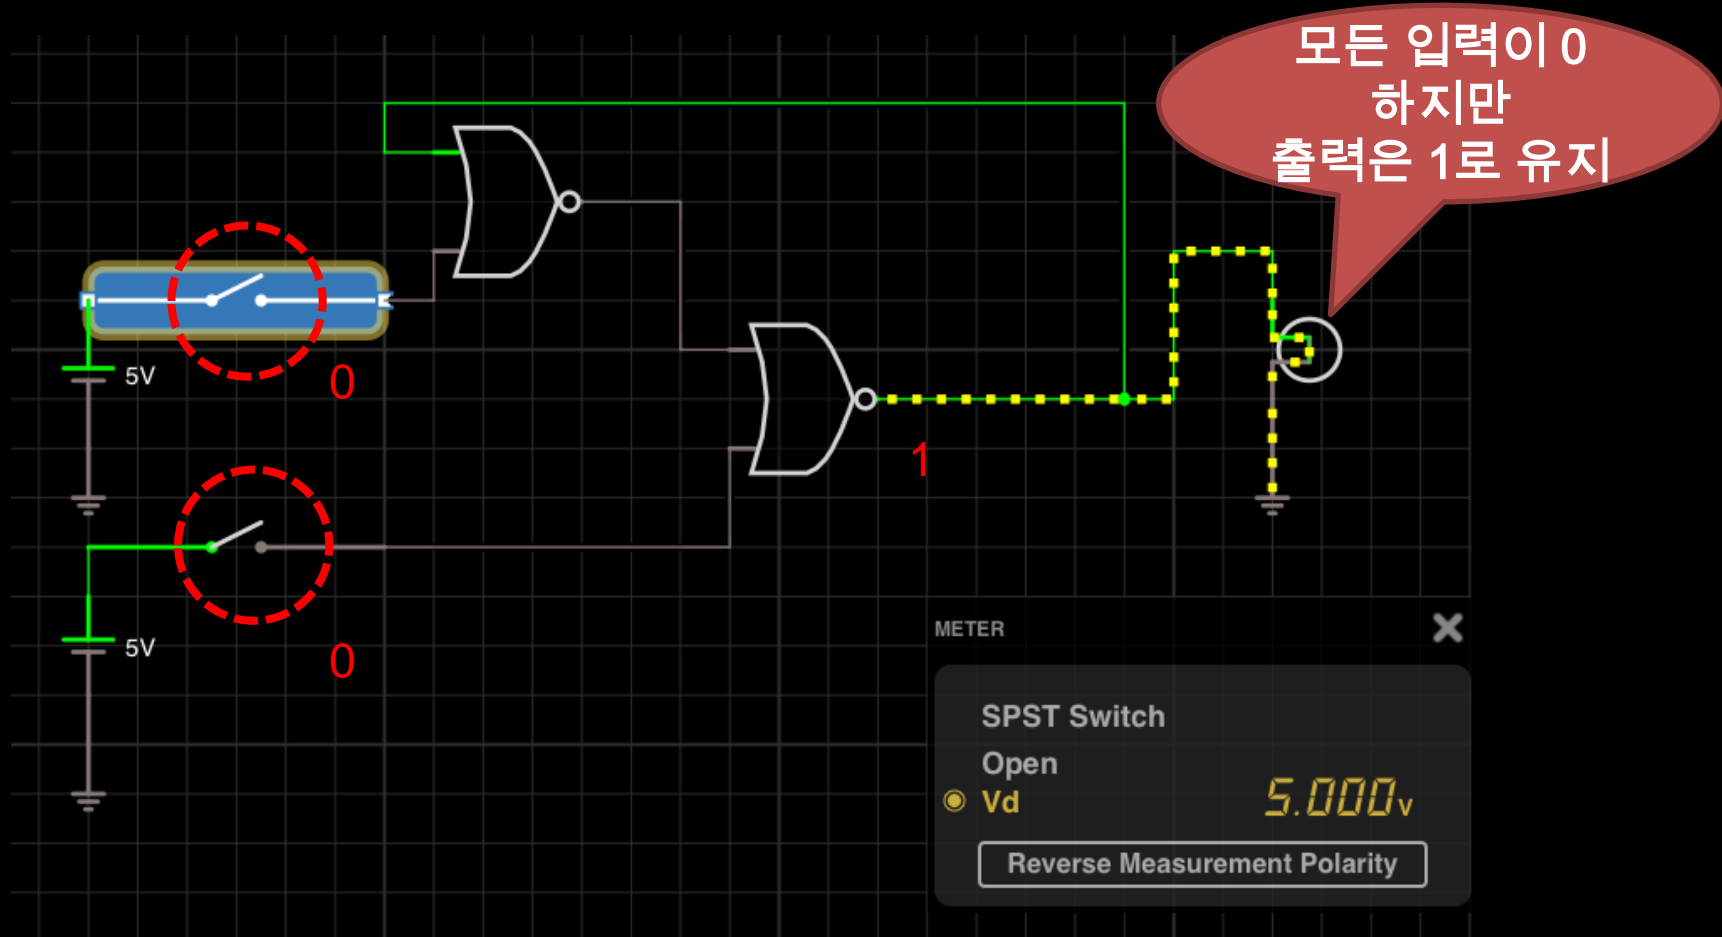 모든 입력이 0
하지만
출력은 1로 유지
5V
0
1
5V
0
METER
SPST Switch
Open
Vd 5.000V
Reverse Measurement Polarity